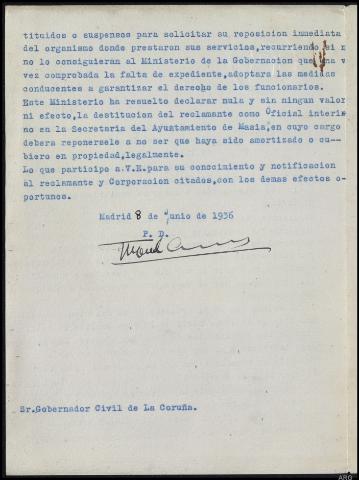 tituidos o suspensos para solicitar su reposicion inmediata
del organismo donde prestaron sus servicios,recurriendo si
no lo consiguieran al Ministerio de la Gobernacion que una
vez comprobada la falta de expediente,adoptara las medidas
conducentes a garantizar el derecho de los funcionarios.
Este Ministerio ha resuelto declarar nula y sin ningun valor
ni efecto,la destitucion del reclamante como Oficial interi
no en la Secretaria del Ayuntamiento de Masia,en cuyo cargo
debera reponersele a no ser que haya sido amortizado o cu--
biero en propiedad,legalmente.
Lo que participo a.V.E.para su conocimiento y notificacion
al reclamante y Corporacion citados,con los demas efectos o-
portunos.
Madrid 8 de junio de 1936
P. D.
Sr.Gobernador Civil de La Coruña.
ARG